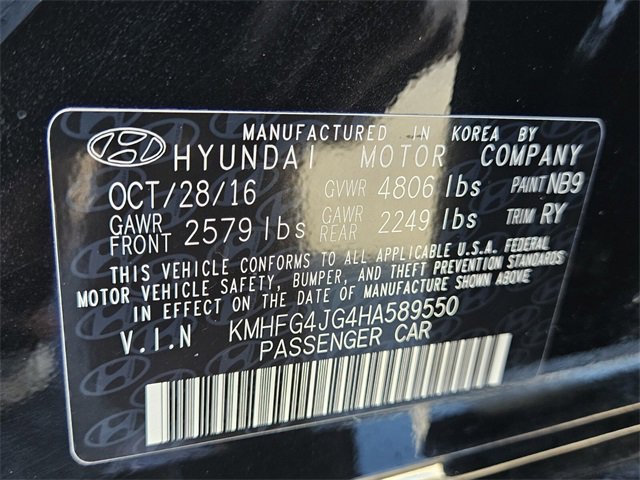 MANUFACTURED IN KOREA BY
HYUNDAI MOTOR COMPANY
OCT/28/16 GVWR 4806 lbs PAINT NB9
GAWR FRONT 2579 lbs GAWR REAR 2249 lbs TRIM RY
THIS VEHICLE CONFORMS TO ALL APPLICABLE U.S.A. FEDERAL
MOTOR VEHICLE SAFETY, BUMPER, AND THEFT PREVENTION STANDARDS
IN EFFECT ON THE DATE OF MANUFACTURE SHOWN ABOVE.
V.I.N KMHFG4JG4HA589550
PASSENGER CAR